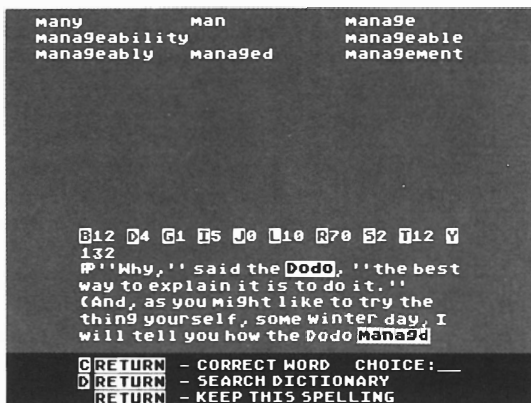 many man manage
manageability manageable
manageably managed management
B12 D4 G1 I5 J0 L10 R70 S2 T12 Y
132
P''Why,'' said the Dodo, ''the best
way to explain it is to do it.''
(And, as you might like to try the
thing yourself, some winter day, I
will tell you how the Dodo managd
C RETURN - CORRECT WORD CHOICE:__
D RETURN - SEARCH DICTIONARY
RETURN - KEEP THIS SPELLING